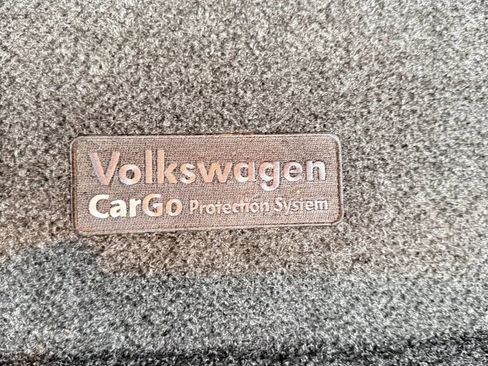 Volkswagen
CarGo Protection System